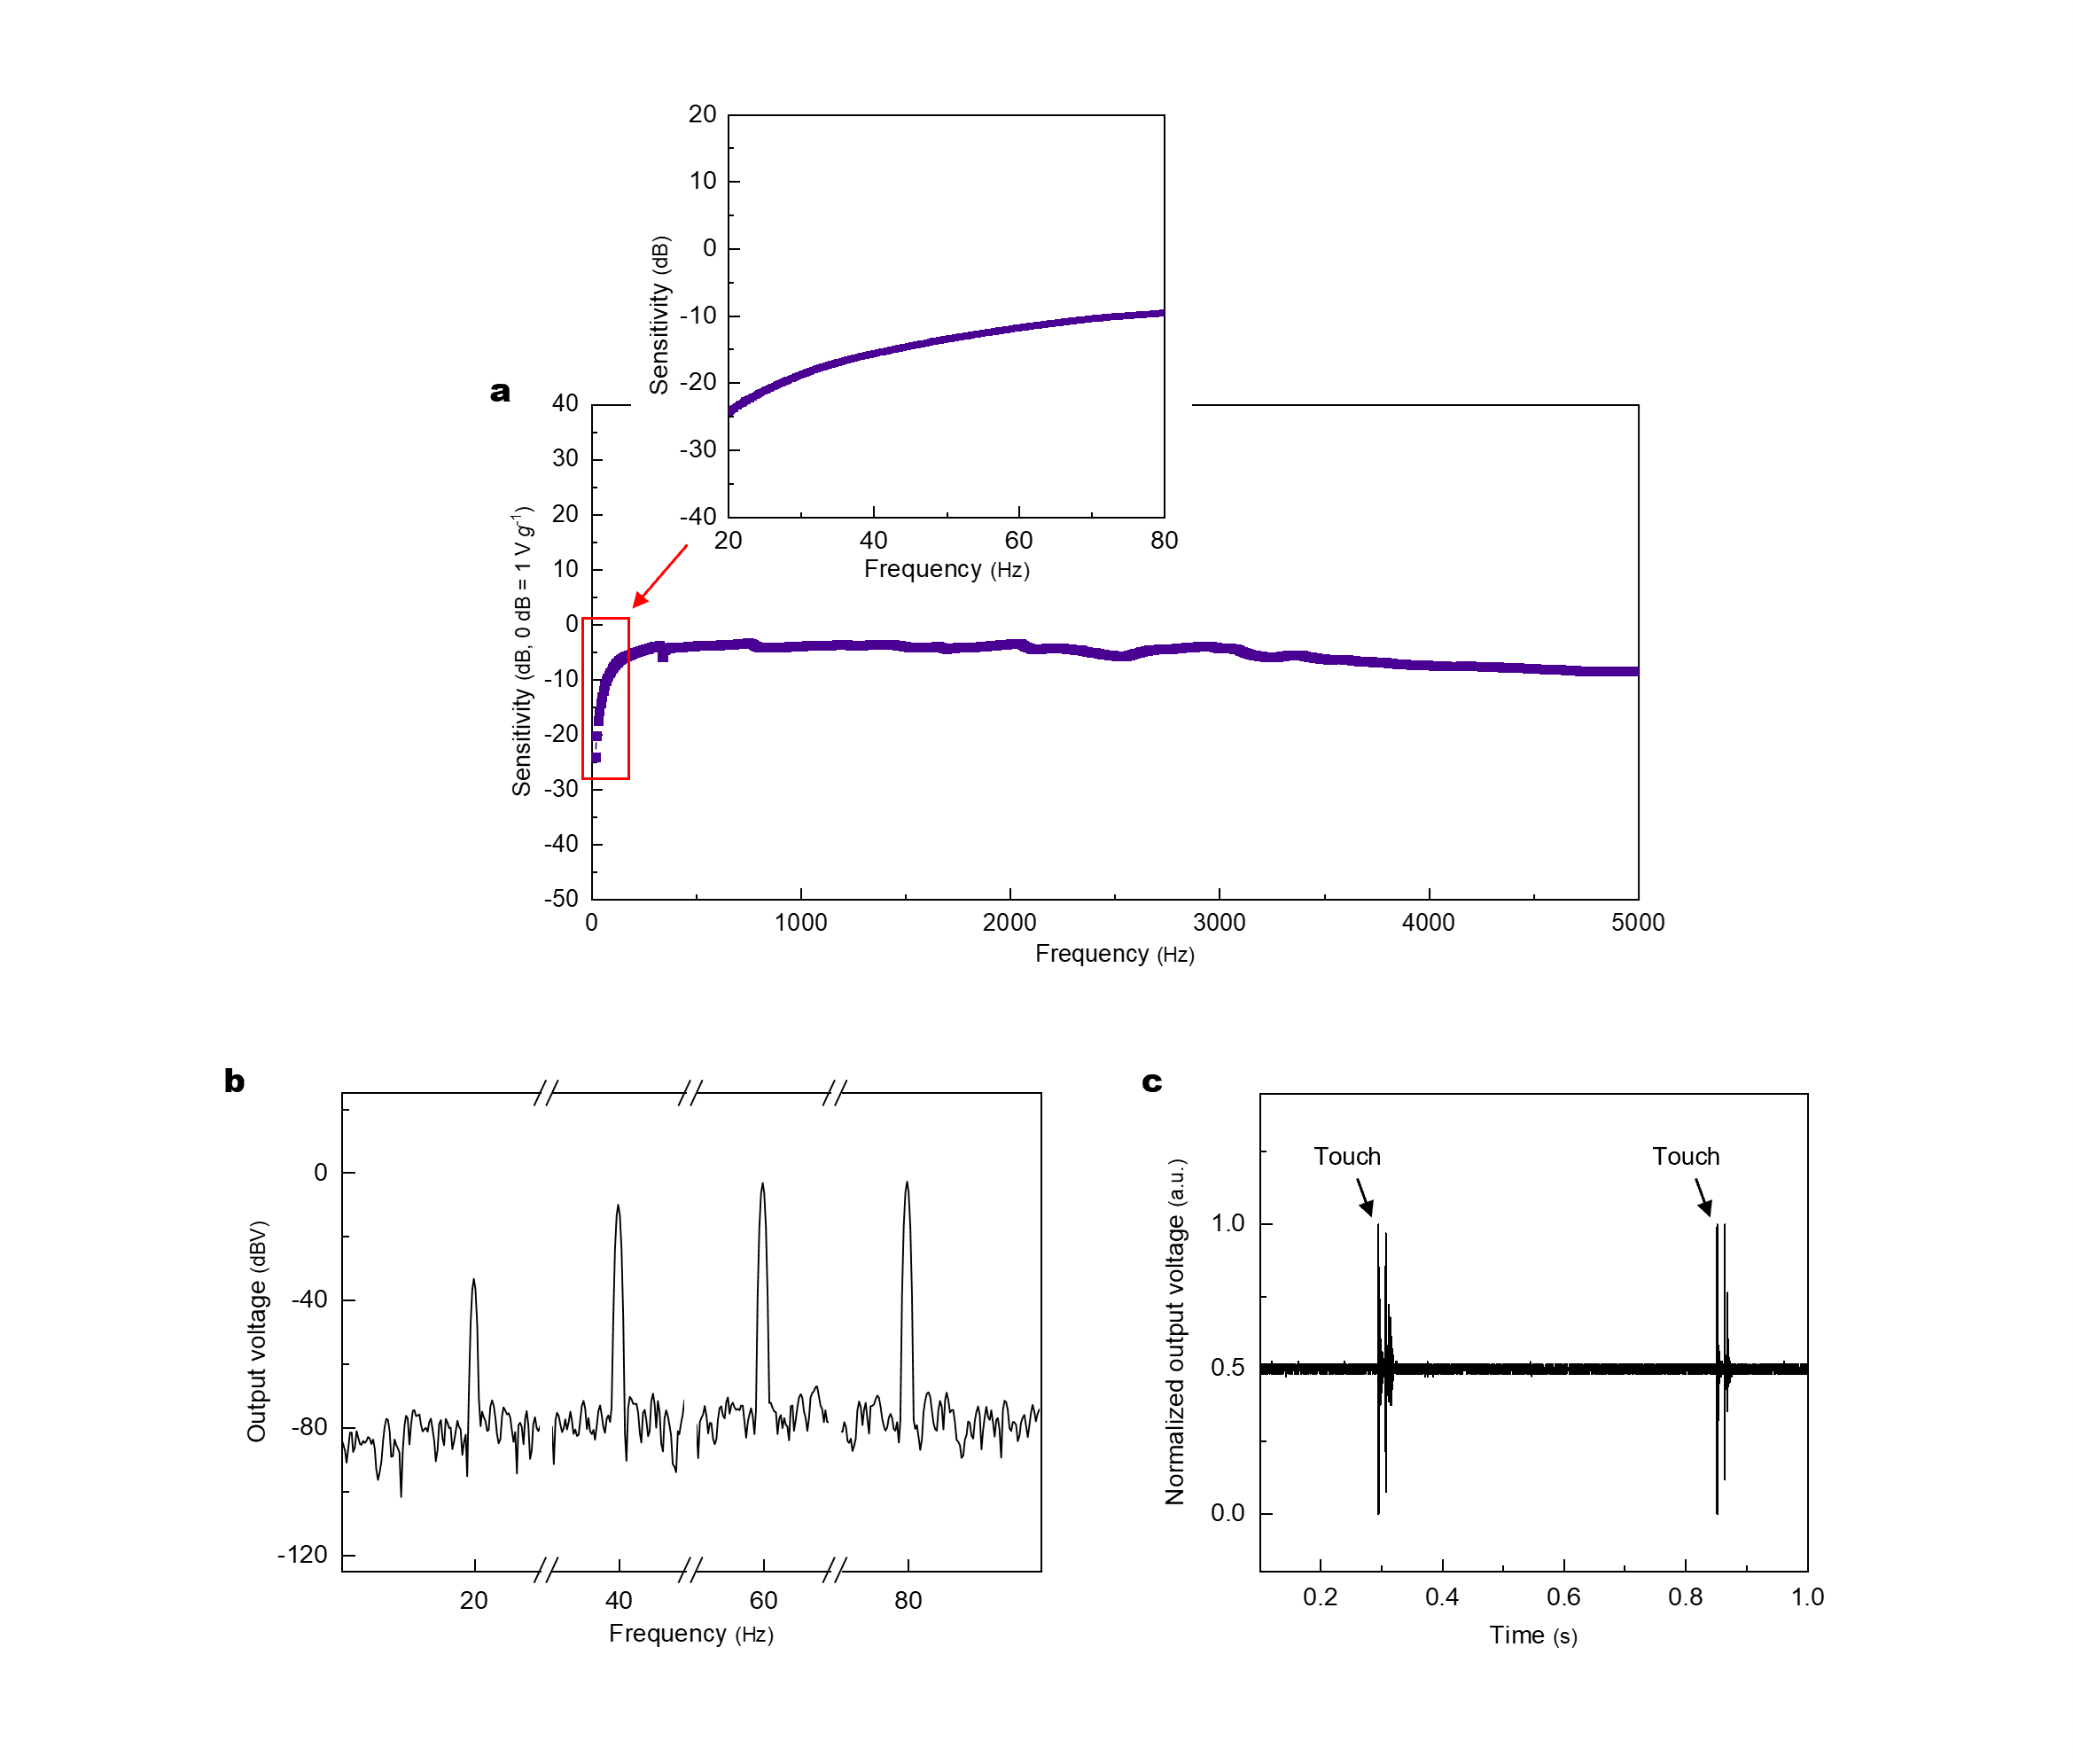 a
20
10
0
-10
-20
-30
-40
Sensitivity (dB)
20 40 60 80
Frequency (Hz)
40
30
20
10
0
-10
-20
-30
-40
-50
Sensitivity (dB, 0 dB = 1 V g⁻¹)
0 1000 2000 3000 4000 5000
Frequency (Hz)
b
0
-40
-80
-120
Output voltage (dBV)
20 40 60 80
Frequency (Hz)
c
Touch Touch
1.0
0.5
0.0
Normalized output voltage (a.u.)
0.2 0.4 0.6 0.8 1.0
Time (s)